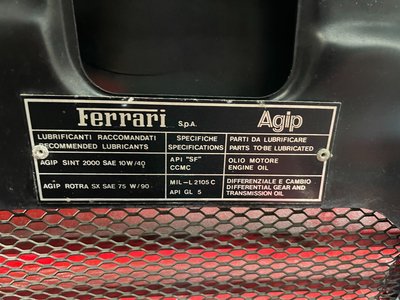 Ferrari S.p.A. Agip
LUBRIFICANTI RACCOMANDATI SPECIFICHE PARTI DA LUBRIFICARE
RECOMMENDED LUBRICANTS SPECIFICATIONS PARTS TO BE LUBRICATED
AGIP SINT 2000 SAE 10W/40 API "SF" OLIO MOTORE
CCMC ENGINE OIL
AGIP ROTRA SX SAE 75 W/90 MIL-L2105C DIFFERENZIALE E CAMBIO
API GL 5 DIFFERENTIAL GEAR AND
TRANSMISSION OIL